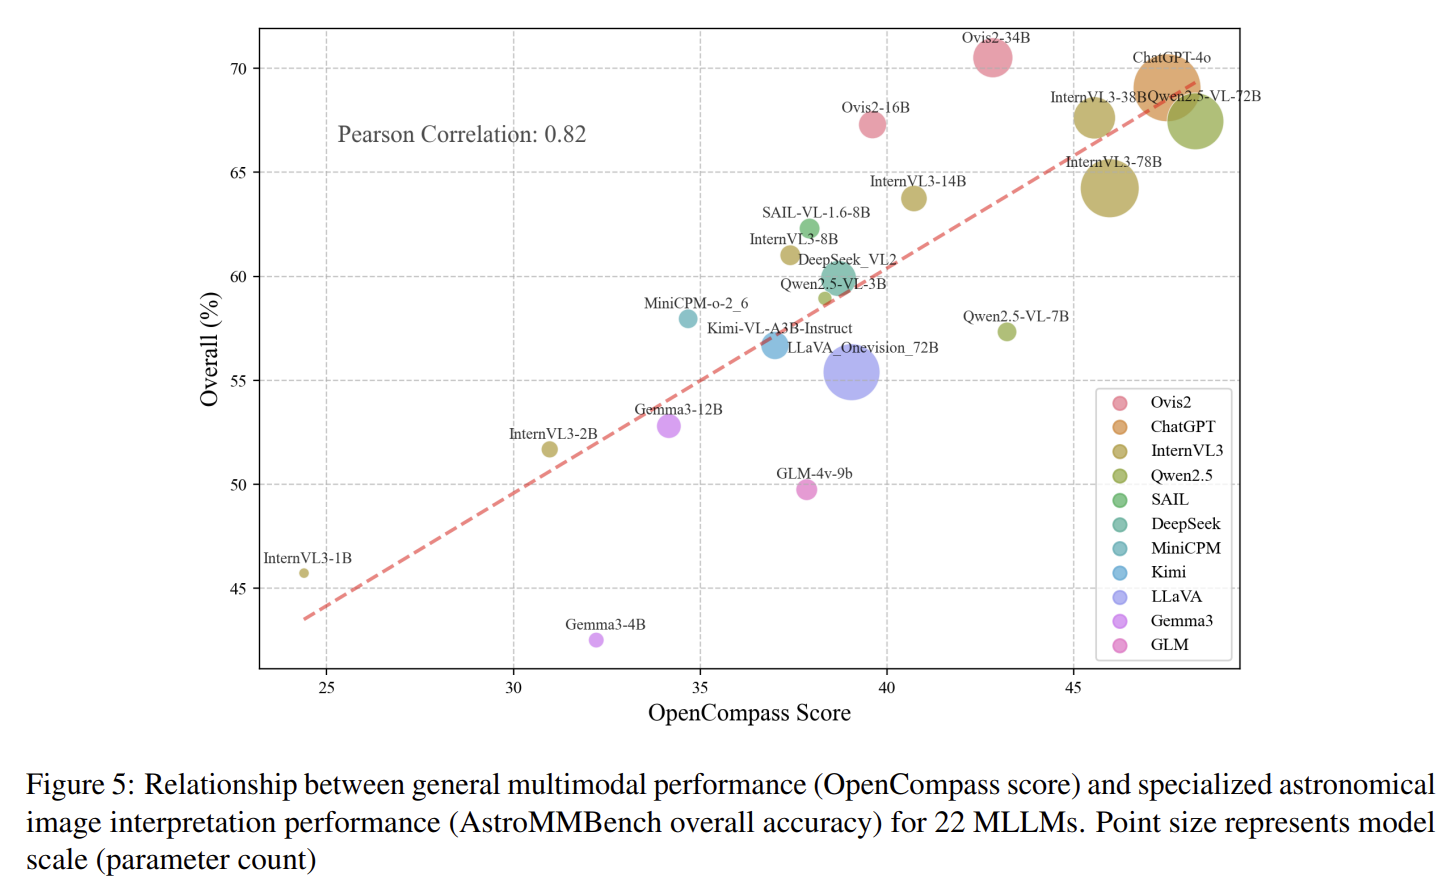 Ovis2-34B
ChatGPT-4o
InternVL3-38B
Qwen2.5-VL-72B
Ovis2-16B
Pearson Correlation: 0.82
InternVL3-78B
InternVL3-14B
SAIL-VL-1.6-8B
InternVL3-8B
DeepSeek_VL2
Qwen2.5-VL-3B
MiniCPM-o-2_6
Qwen2.5-VL-7B
Kimi-VL-A3B-Instruct
LLaVA_Onevision_72B
Gemma3-12B
InternVL3-2B
GLM-4v-9b
InternVL3-1B
Gemma3-4B
70
65
60
55
50
45
Overall (%)
Ovis2
ChatGPT
InternVL3
Qwen2.5
SAIL
DeepSeek
MiniCPM
Kimi
LLaVA
Gemma3
GLM
25 30 35 40 45
OpenCompass Score
Figure 5: Relationship between general multimodal performance (OpenCompass score) and specialized astronomical
image interpretation performance (AstroMMBench overall accuracy) for 22 MLLMs. Point size represents model
scale (parameter count)